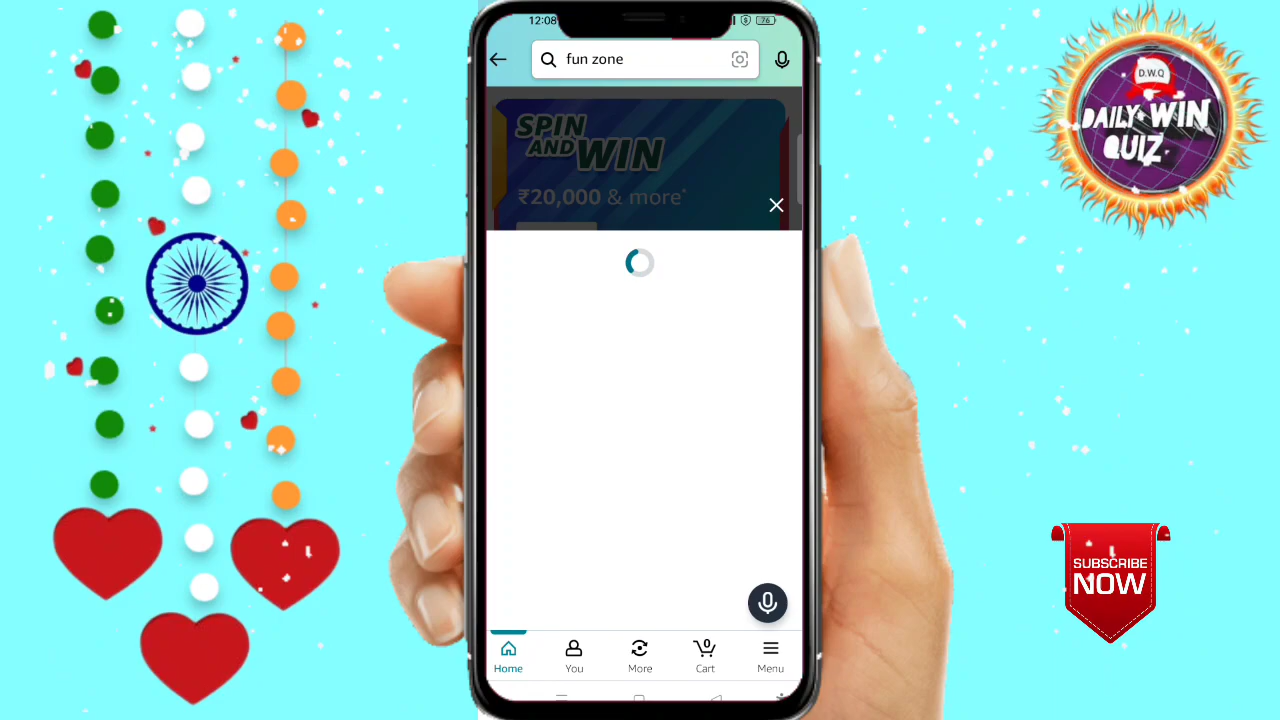 12:08
76
fun zone
SPIN
AND WIN
₹20,000 & more*
0
Home
You
More
Cart
Menu
D.W.Q
DAILY WIN
QUIZ
SUBSCRIBE
NOW